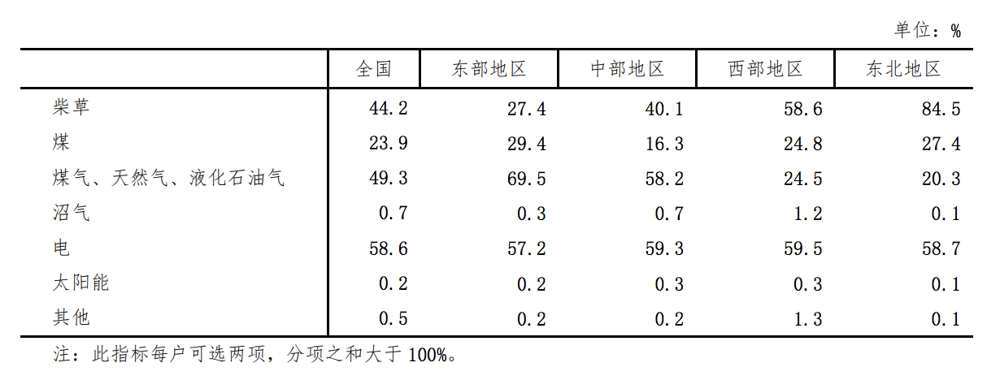 单位：%
全国 东部地区 中部地区 西部地区 东北地区
柴草 44.2 27.4 40.1 58.6 84.5
煤 23.9 29.4 16.3 24.8 27.4
煤气、天然气、液化石油气 49.3 69.5 58.2 24.5 20.3
沼气 0.7 0.3 0.7 1.2 0.1
电 58.6 57.2 59.3 59.5 58.7
太阳能 0.2 0.2 0.3 0.3 0.1
其他 0.5 0.2 0.2 1.3 0.1
注：此指标每户可选两项，分项之和大于100%。